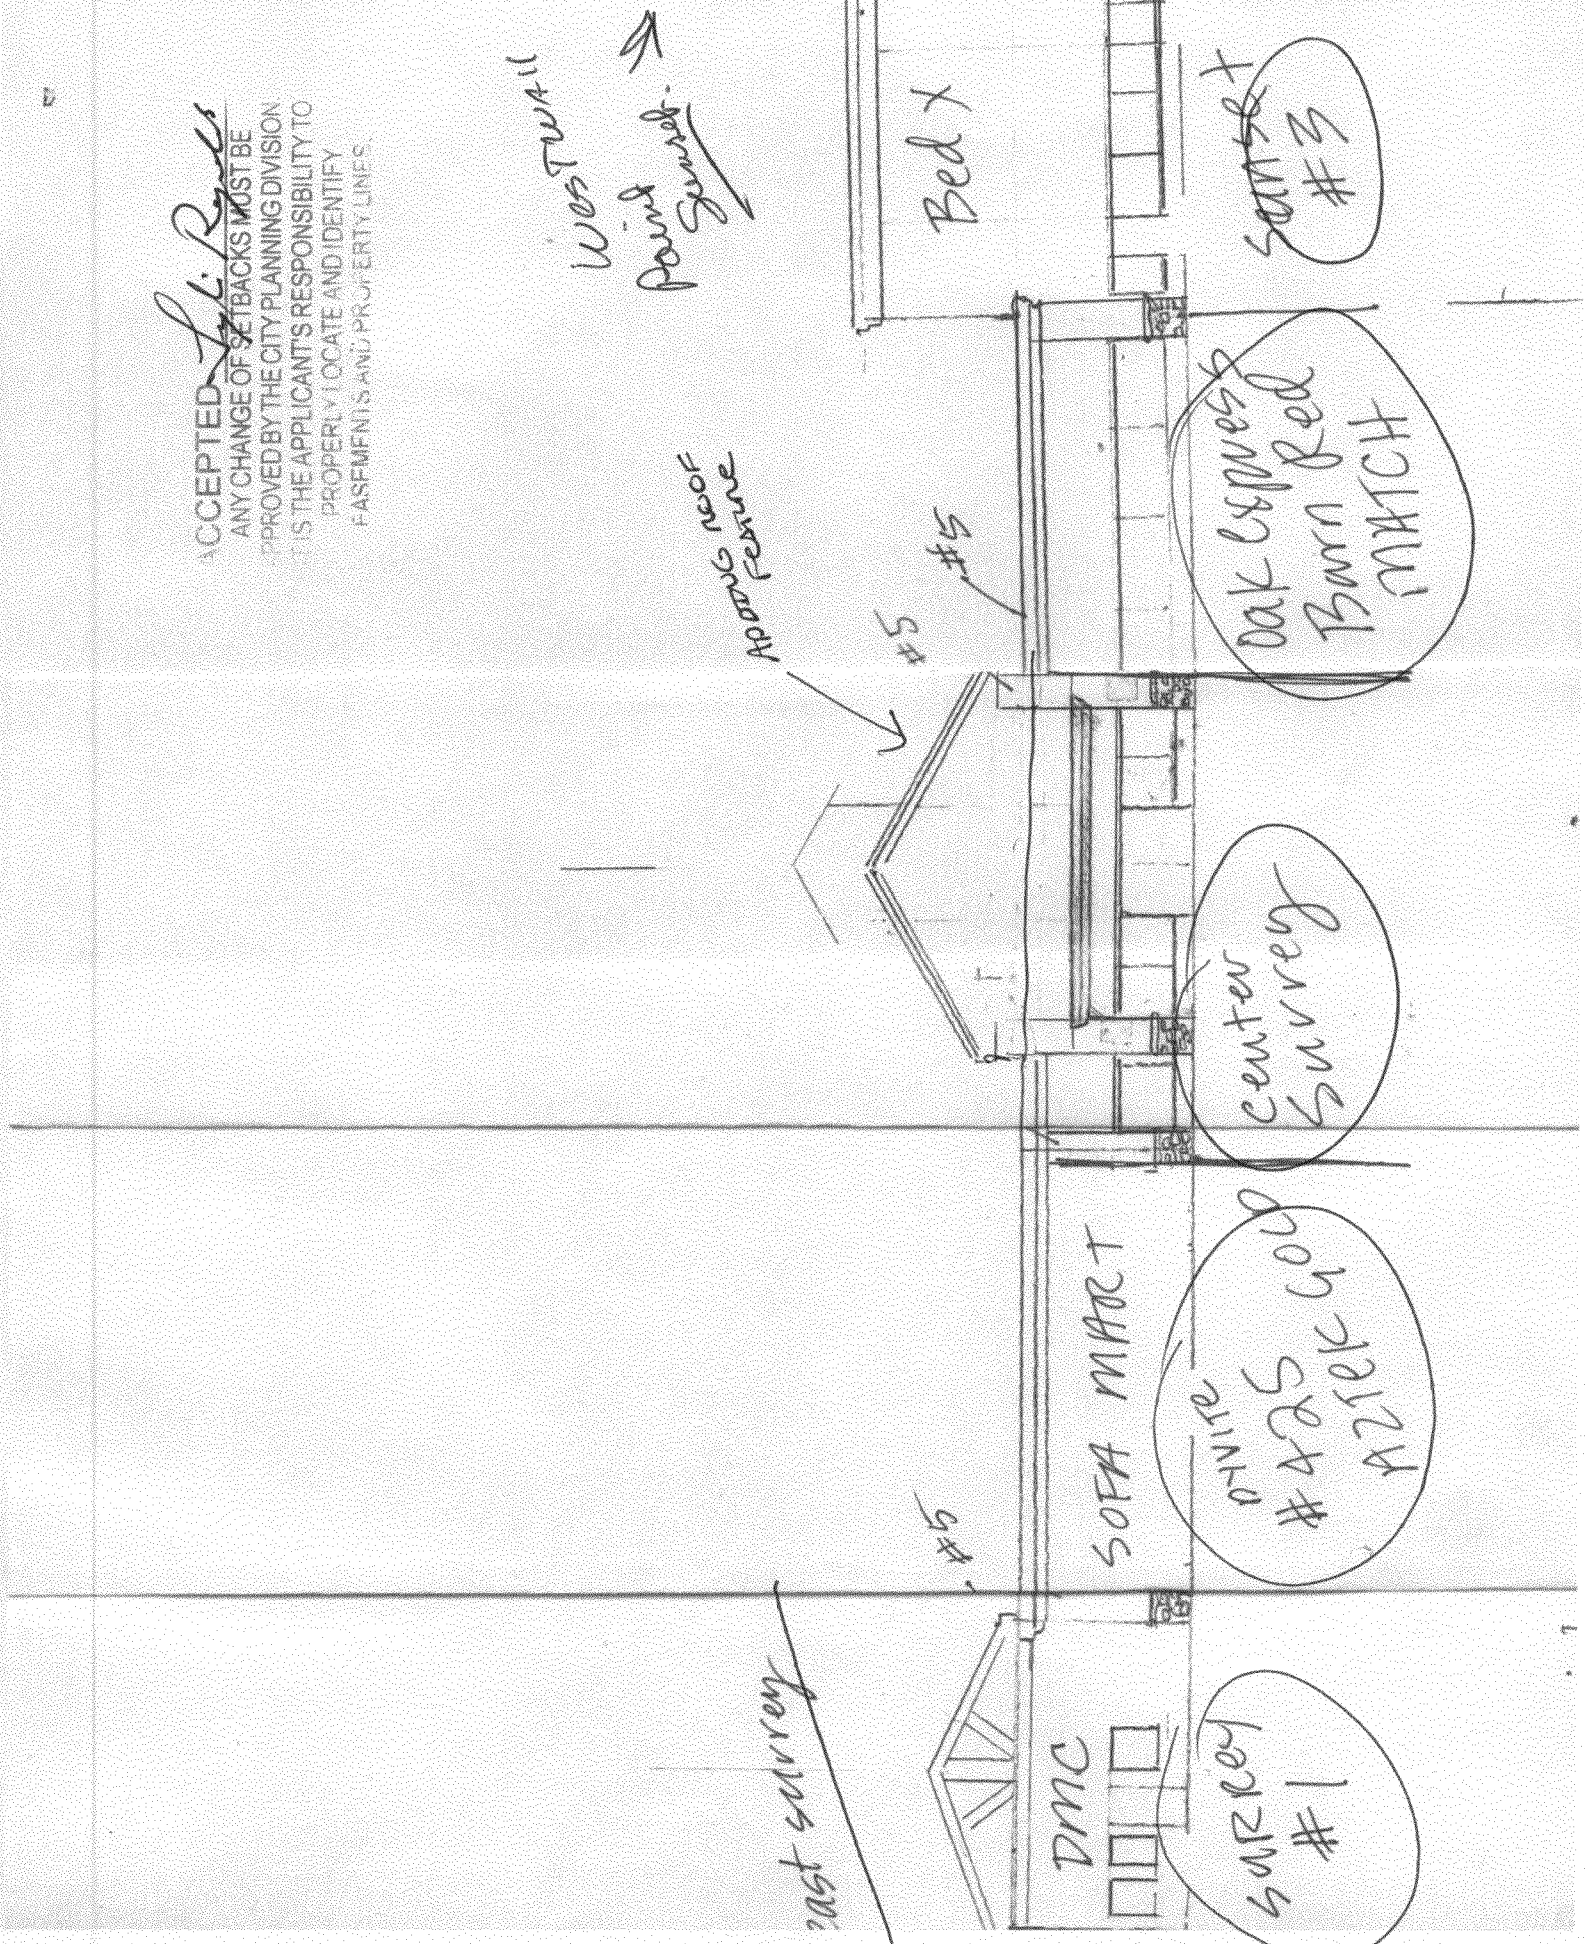 ACCEPTED
ANY CHANGE OF SETBACKS MUST BE
PPROVED BY THE CITY PLANNING DIVISION
T IS THE APPLICANT'S RESPONSIBILITY TO
PROPERLY LOCATE AND IDENTIFY
EASEMENTS AND PROPERTY LINES.
West WAll
Paint
Sunset.
ADDING ROOF
Feature
East surrey
#5
#5
#5
DMC
SOFA MART
Bed X
Surrey
#1
DYVITE
#425
AZTEK GOLD
center
Surrey
Oak Express
Barn Red
MATCH
Sunset
#3